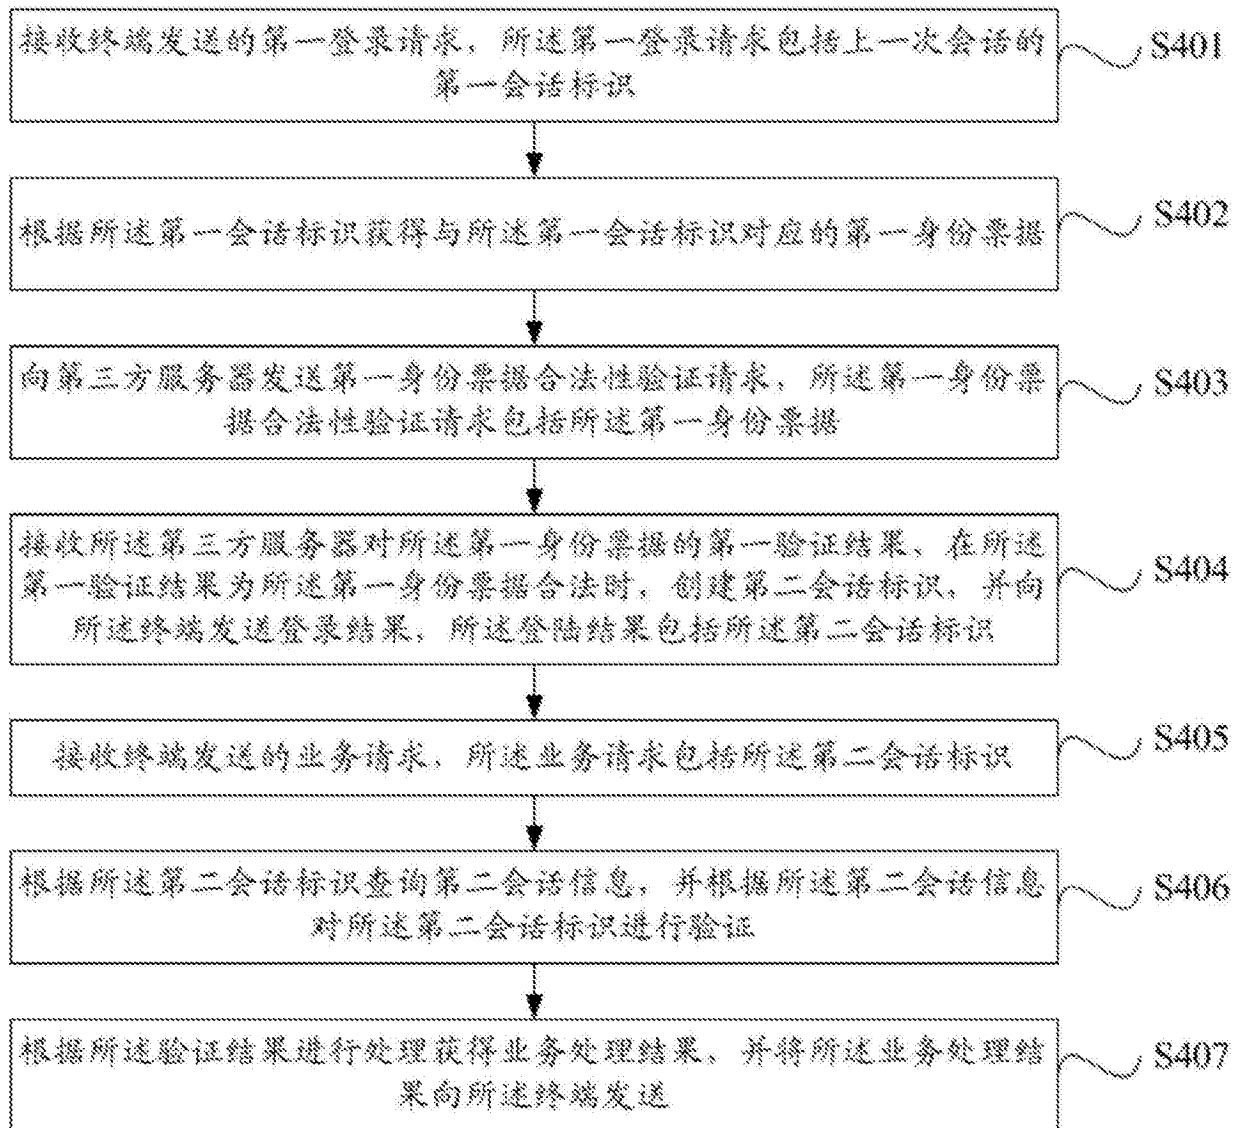 接收终端发送的第一登录请求，所述第一登录请求包括上一次会话的
第一会话标识
S401
根据所述第一会话标识获得与所述第一会话标识对应的第一身份票据
S402
向第三方服务器发送第一身份票据合法性验证请求，所述第一身份票
据合法性验证请求包括所述第一身份票据
S403
接收所述第三方服务器对所述第一身份票据的第一验证结果，在所述
第一验证结果为所述第一身份票据合法时，创建第二会话标识，并向
所述终端发送登录结果，所述登陆结果包括所述第二会话标识
S404
接收终端发送的业务请求，所述业务请求包括所述第二会话标识
S405
根据所述第二会话标识查询第二会话信息，并根据所述第二会话信息
对所述第二会话标识进行验证
S406
根据所述验证结果进行处理获得业务处理结果，并将所述业务处理结
果向所述终端发送
S407